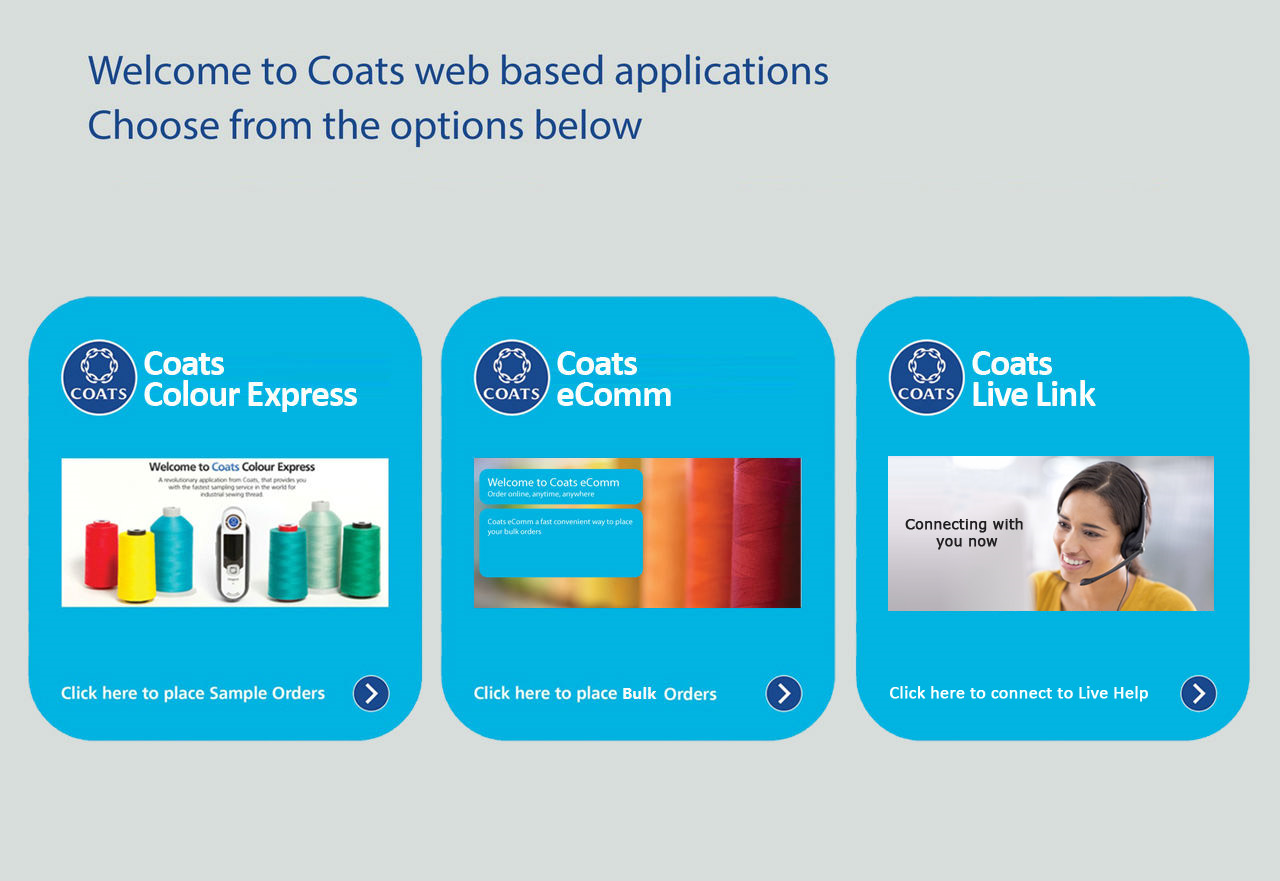 Welcome to Coats web based applications
Choose from the options below
COATS
Coats
Colour Express
Welcome to Coats Colour Express
A revolutionary application from Coats, that provides you
with the fastest sampling service in the world for
industrial sewing thread.
Click here to place Sample Orders
COATS
Coats
eComm
Welcome to Coats eComm
Order online, anytime, anywhere
Coats eComm a fast convenient way to place
your bulk orders
Click here to place Bulk Orders
COATS
Coats
Live Link
Connecting with
you now
Click here to connect to Live Help